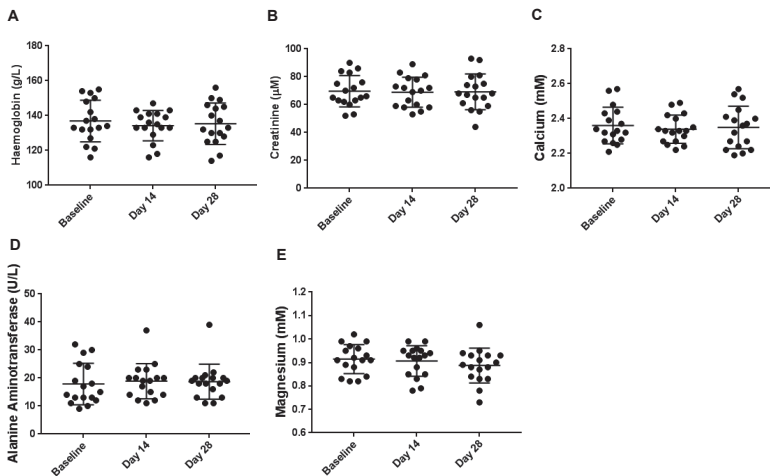 A
Haemoglobin (g/L)
180
160
140
120
100
Baseline
Day 14
Day 28
B
Creatinine (μM)
100
80
60
40
20
0
Baseline
Day 14
Day 28
C
Calcium (mM)
2.8
2.6
2.4
2.2
2.0
Baseline
Day 14
Day 28
D
Alanine Aminotransferase (U/L)
50
40
30
20
10
0
Baseline
Day 14
Day 28
E
Magnesium (mM)
1.2
1.1
1.0
0.9
0.8
0.7
0.6
Baseline
Day 14
Day 28